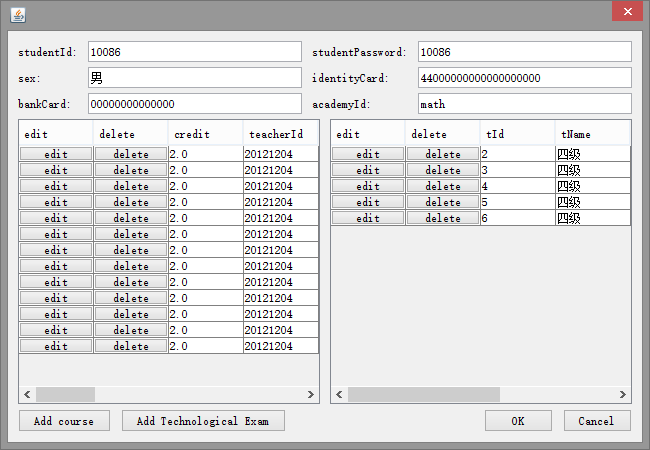 studentId: 10086 studentPassword: 10086
sex: 男 identityCard: 4400000000000000000
bankCard: 00000000000000 academyId: math
edit delete credit teacherId edit delete tId tName
edit delete 2.0 20121204 edit delete 2 四级
edit delete 2.0 20121204 edit delete 3 四级
edit delete 2.0 20121204 edit delete 4 四级
edit delete 2.0 20121204 edit delete 5 四级
edit delete 2.0 20121204 edit delete 6 四级
edit delete 2.0 20121204
edit delete 2.0 20121204
edit delete 2.0 20121204
edit delete 2.0 20121204
edit delete 2.0 20121204
edit delete 2.0 20121204
edit delete 2.0 20121204
edit delete 2.0 20121204
Add course Add Technological Exam OK Cancel